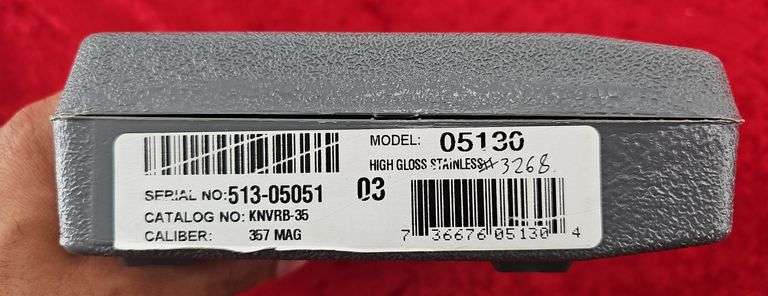 MODEL: 05130
HIGH GLOSS STAINLESS #3268
SERIAL NO: 513-05051 03
CATALOG NO: KNVRB-35
CALIBER: 357 MAG
7 36676 05130 4